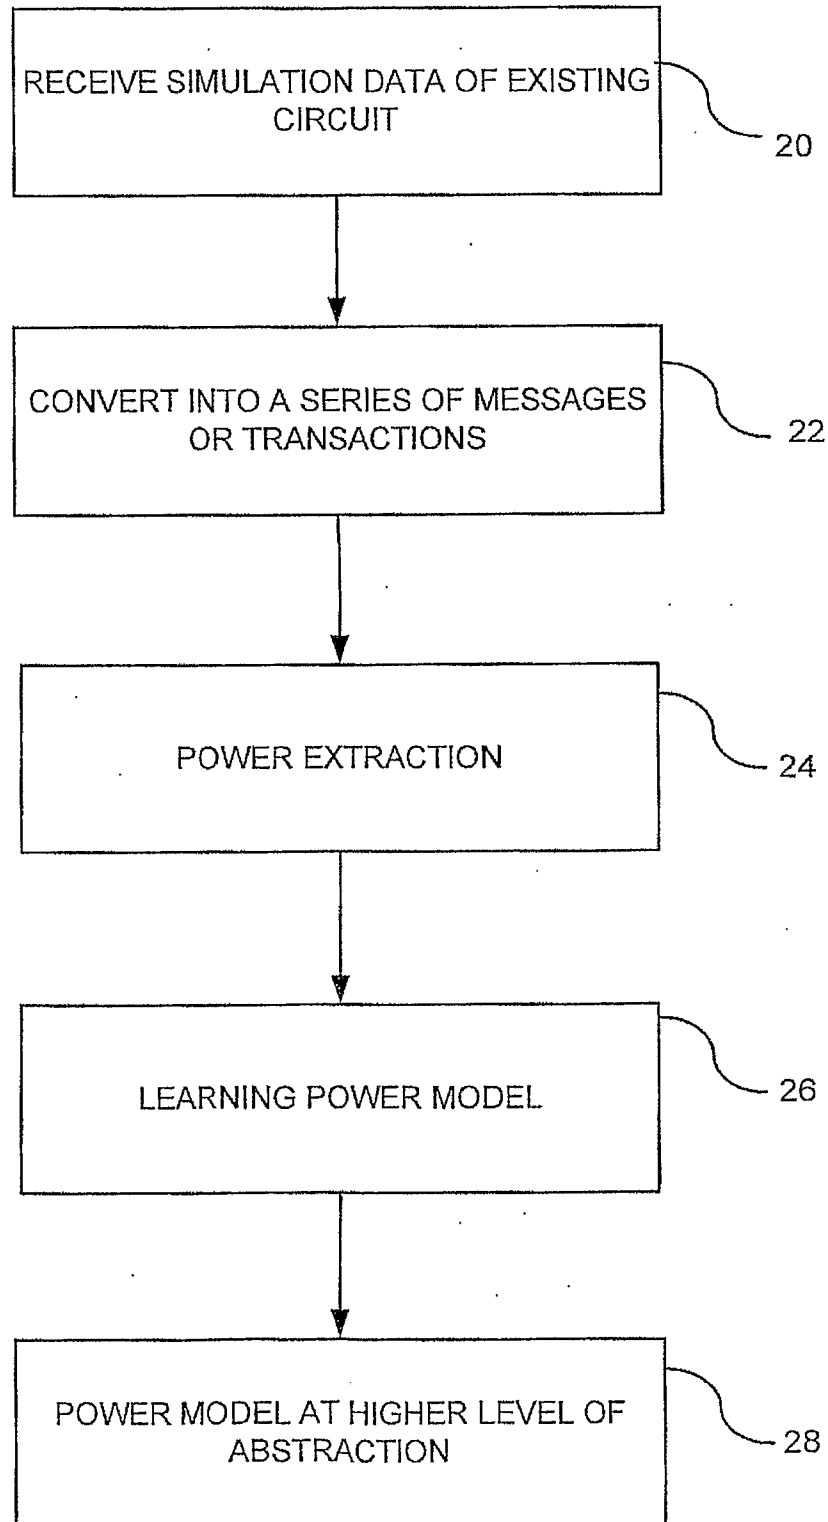 RECEIVE SIMULATION DATA OF EXISTING
CIRCUIT
20
CONVERT INTO A SERIES OF MESSAGES
OR TRANSACTIONS
22
POWER EXTRACTION
24
LEARNING POWER MODEL
26
POWER MODEL AT HIGHER LEVEL OF
ABSTRACTION
28